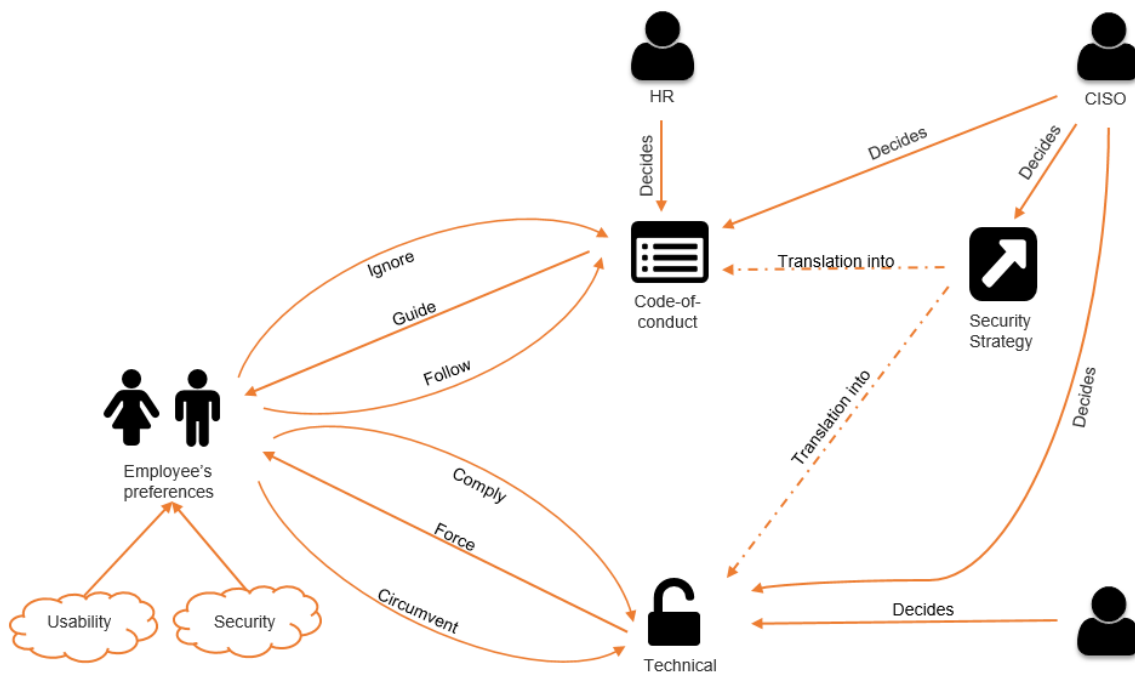 HR
CISO
Decides
Decides
Decides
Ignore
Translation into
Guide
Code-of-
conduct
Security
Strategy
Follow
Decides
Translation into
Employee's
preferences
Comply
Force
Circumvent
Usability
Security
Decides
Technical